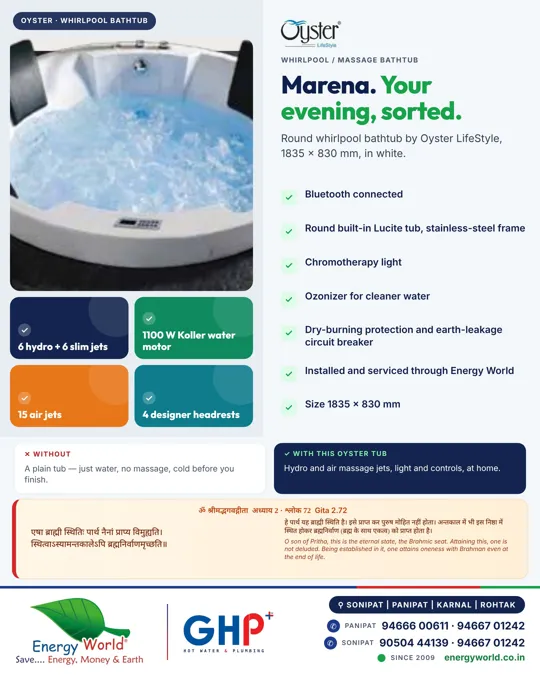 OYSTER · WHIRLPOOL BATHTUB
Oyster®
LifeStyle
WHIRLPOOL / MASSAGE BATHTUB
Marena. Your
evening, sorted.
Round whirlpool bathtub by Oyster LifeStyle,
1835 × 830 mm, in white.
Bluetooth connected
Round built-in Lucite tub, stainless-steel frame
Chromotherapy light
Ozonizer for cleaner water
Dry-burning protection and earth-leakage
circuit breaker
Installed and serviced through Energy World
Size 1835 × 830 mm
6 hydro + 6 slim jets
1100 W Koller water
motor
15 air jets
4 designer headrests
✕ WITHOUT
A plain tub — just water, no massage, cold before you
finish.
✓ WITH THIS OYSTER TUB
Hydro and air massage jets, light and controls, at home.
ॐ श्रीमद्भगवद्गीता अध्याय 2 · श्लोक 72 Gita 2.72
एषा ब्राह्मी स्थितिः पार्थ नैनां प्राप्य विमुह्यति।
स्थित्वाऽस्यामन्तकालेऽपि ब्रह्मनिर्वाणमृच्छति॥
हे पार्थ यह ब्राह्मी स्थिति है। इसे प्राप्त कर पुरुष मोहित नहीं होता। अन्तकाल में भी इस निष्ठा में
स्थित होकर ब्रह्मनिर्वाण (ब्रह्म के साथ एकत्व) को प्राप्त होता है।
O son of Pritha, this is the eternal state, the Brahmic seat. Attaining this, one is
not deluded. Being established in it, one attains oneness with Brahman even at
the end of life.
Energy World
Save.... Energy, Money & Earth
GHP+
HOT WATER & PLUMBING
SONIPAT | PANIPAT | KARNAL | ROHTAK
PANIPAT 94666 00611 · 94667 01242
SONIPAT 90504 44139 · 94667 01242
SINCE 2009 energyworld.co.in